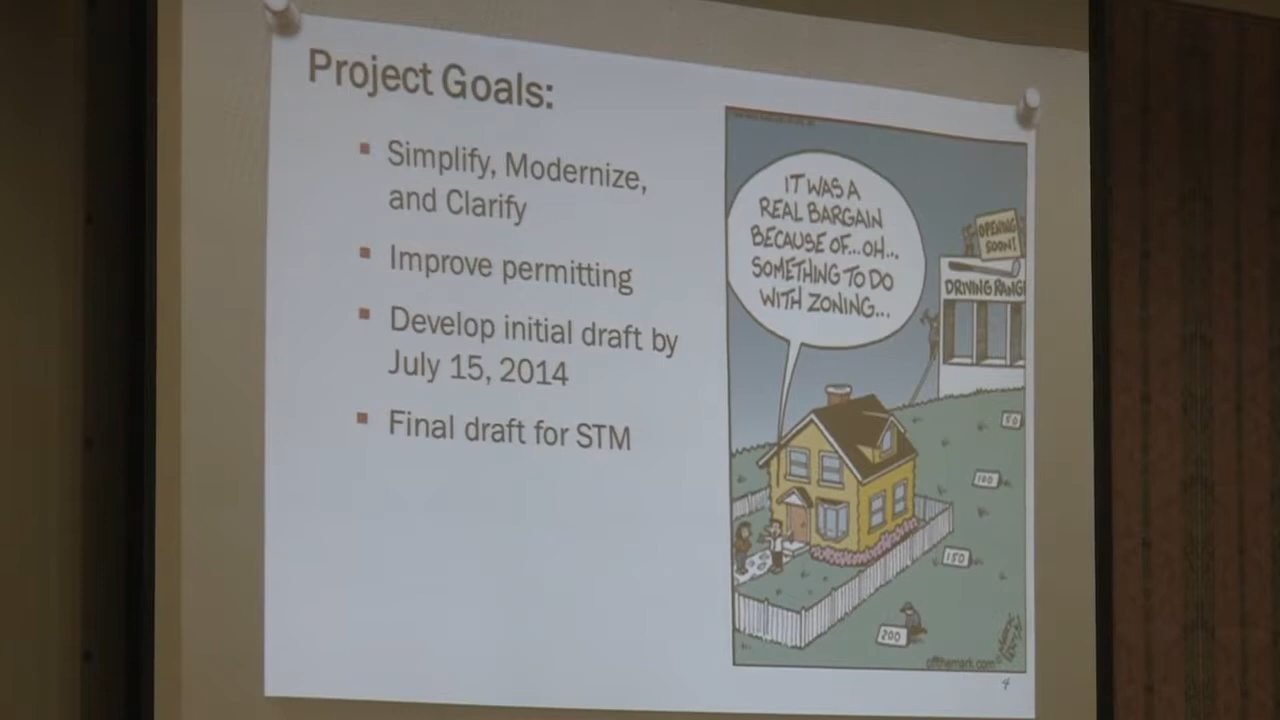 Project Goals:
Simplify, Modernize,
and Clarify
Improve permitting
Develop initial draft by
July 15, 2014
Final draft for STM
IT WAS A
REAL BARGAIN
BECAUSE OF...OH...
SOMETHING TO DO
WITH ZONING...
OPENING
SOON!
DRIVING RANG
50
100
150
200
offthemark.com
4